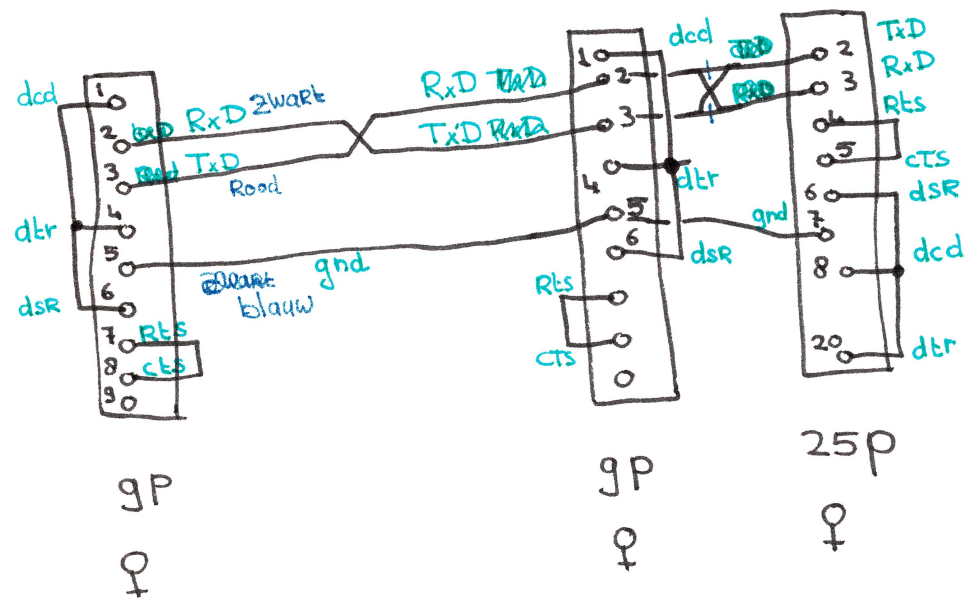 dcd
1
2
RxD
zwart
3
TxD
Rood
dtr
4
5
gnd
blauw
dsR
6
7
Rts
8
cts
9
9P
♀
RxD
TxD
1
dcd
2
3
4
dtr
5
gnd
6
dsR
Rts
CTS
9P
♀
2
TxD
3
RxD
4
Rts
5
CTS
6
dsR
7
8
dcd
20
dtr
25P
♀